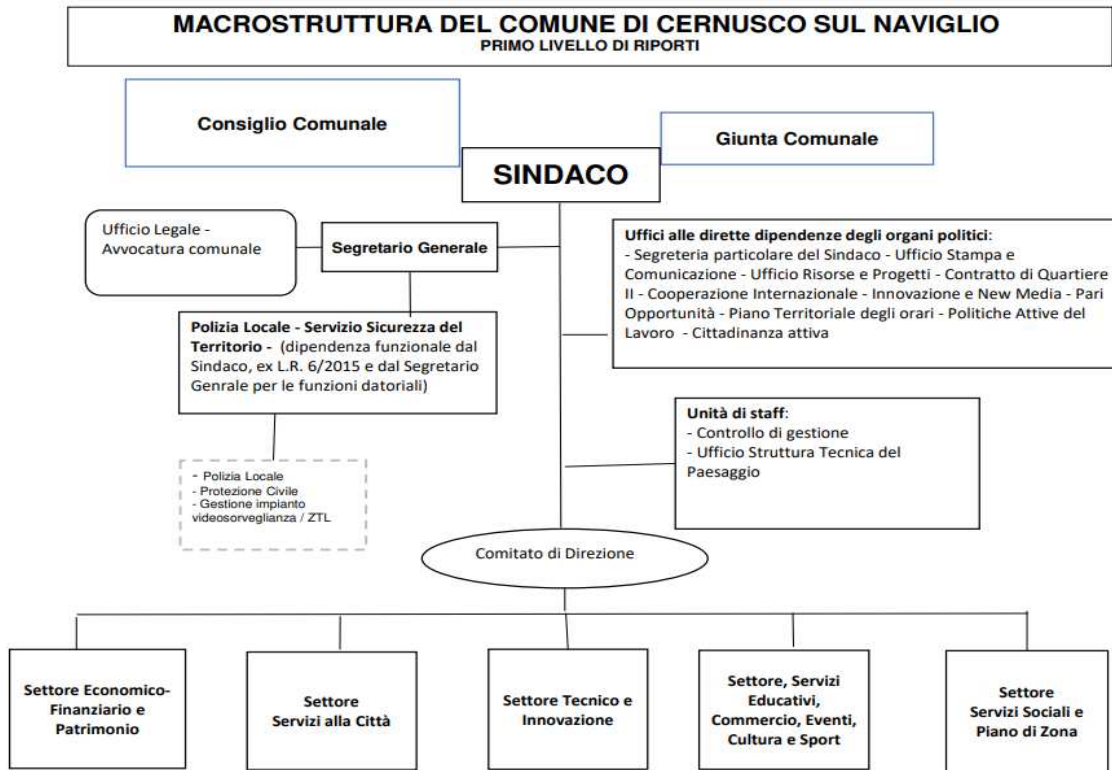 MACROSTRUTTURA DEL COMUNE DI CERNUSCO SUL NAVIGLIO
PRIMO LIVELLO DI RIPORTI
Consiglio Comunale
Giunta Comunale
SINDACO
Ufficio Legale -
Avvocatura comunale
Segretario Generale
Uffici alle dirette dipendenze degli organi politici:
- Segreteria particolare del Sindaco - Ufficio Stampa e
Comunicazione - Ufficio Risorse e Progetti - Contratto di Quartiere
II - Cooperazione Internazionale - Innovazione e New Media - Pari
Opportunità - Piano Territoriale degli orari - Politiche Attive del
Lavoro - Cittadinanza attiva
Polizia Locale - Servizio Sicurezza del
Territorio - (dipendenza funzionale dal
Sindaco, ex L.R. 6/2015 e dal Segretario
Genrale per le funzioni datoriali)
Unità di staff:
- Controllo di gestione
- Ufficio Struttura Tecnica del
Paesaggio
- Polizia Locale
- Protezione Civile
- Gestione impianto
videosorveglianza / ZTL
Comitato di Direzione
Settore Economico-
Finanziario e
Patrimonio
Settore
Servizi alla Città
Settore Tecnico e
Innovazione
Settore, Servizi
Educativi,
Commercio, Eventi,
Cultura e Sport
Settore
Servizi Sociali e
Piano di Zona